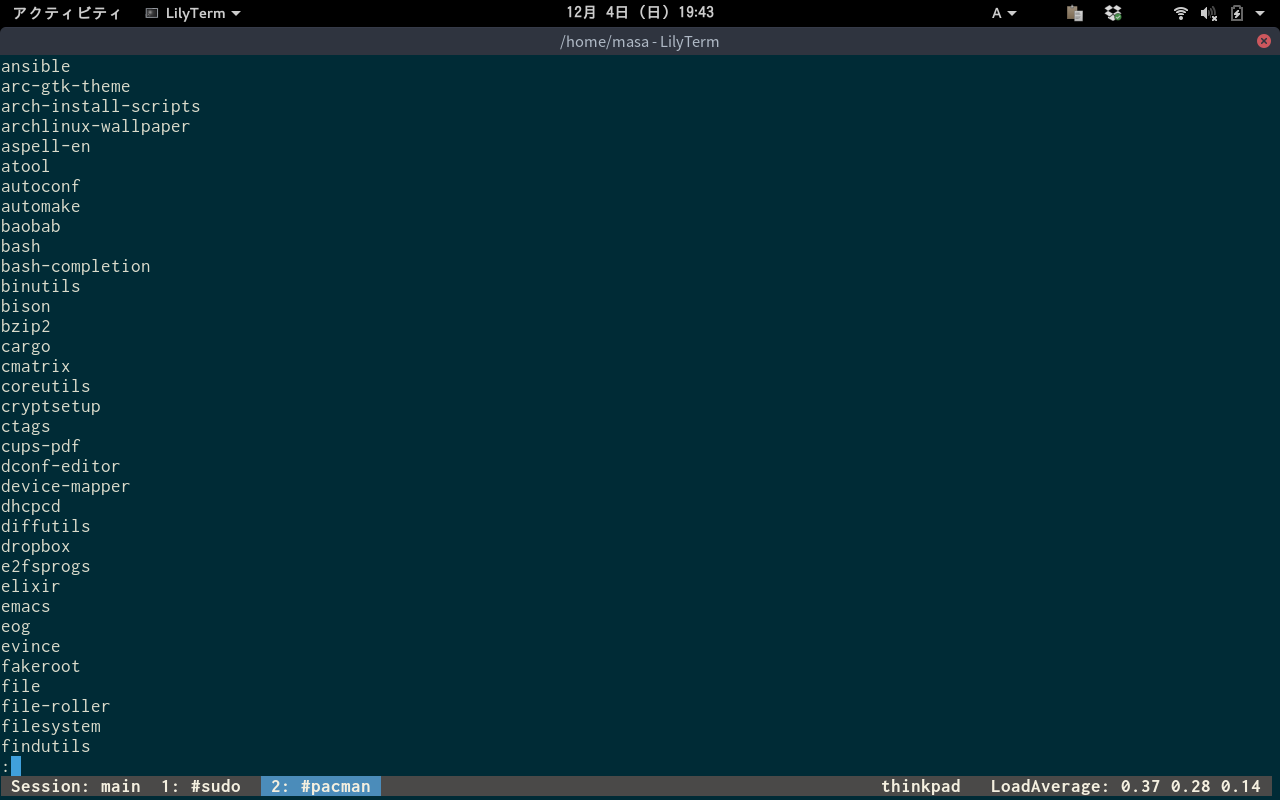 アクティビティ LilyTerm 12月 4日 (日) 19:43 A
/home/masa - LilyTerm
ansible
arc-gtk-theme
arch-install-scripts
archlinux-wallpaper
aspell-en
atool
autoconf
automake
baobab
bash
bash-completion
binutils
bison
bzip2
cargo
cmatrix
coreutils
cryptsetup
ctags
cups-pdf
dconf-editor
device-mapper
dhcpcd
diffutils
dropbox
e2fsprogs
elixir
emacs
eog
evince
fakeroot
file
file-roller
filesystem
findutils
:
Session: main 1: #sudo 2: #pacman thinkpad LoadAverage: 0.37 0.28 0.14